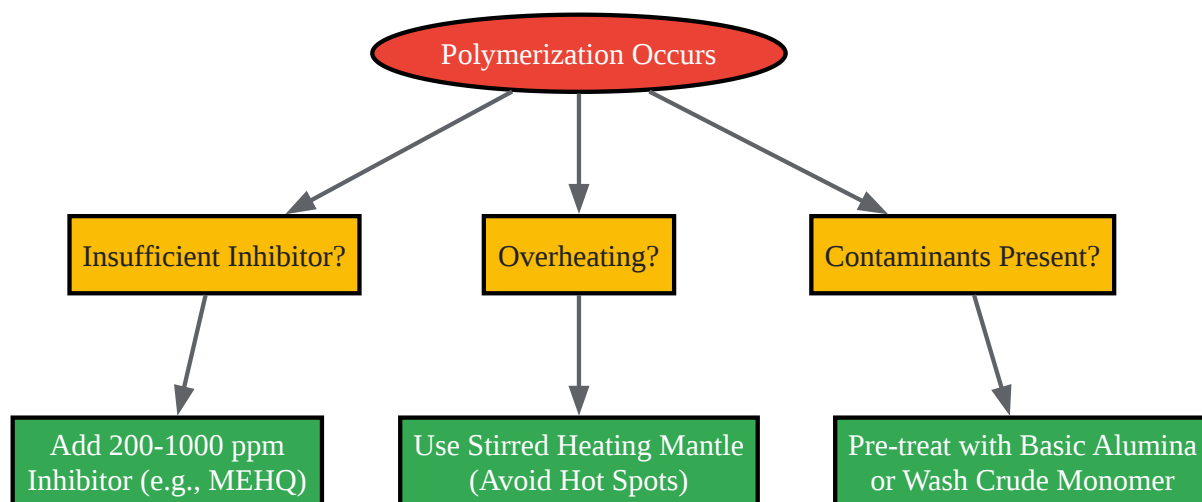 Polymerization Occurs
Insufficient Inhibitor?
Overheating?
Contaminants Present?
Add 200-1000 ppm
Inhibitor (e.g., MEHQ)
Use Stirred Heating Mantle
(Avoid Hot Spots)
Pre-treat with Basic Alumina
or Wash Crude Monomer